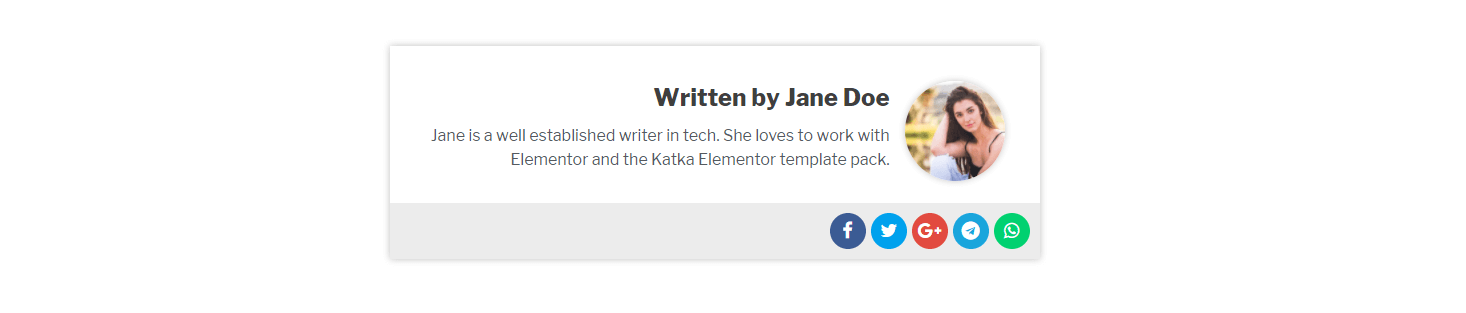 Written by Jane Doe
Jane is a well established writer in tech. She loves to work with
Elementor and the Katka Elementor template pack.